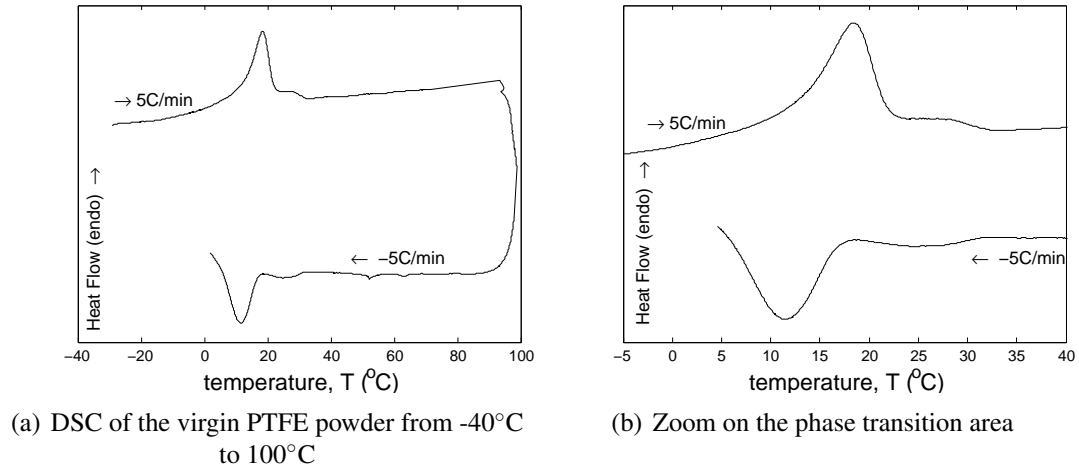 → 5C/min
Heat Flow (endo) →
← −5C/min
−40 −20 0 20 40 60 80 100
temperature, T (°C)
(a) DSC of the virgin PTFE powder from -40°C
to 100°C
→ 5C/min
Heat Flow (endo) →
← −5C/min
−5 0 5 10 15 20 25 30 35 40
temperature, T (°C)
(b) Zoom on the phase transition area